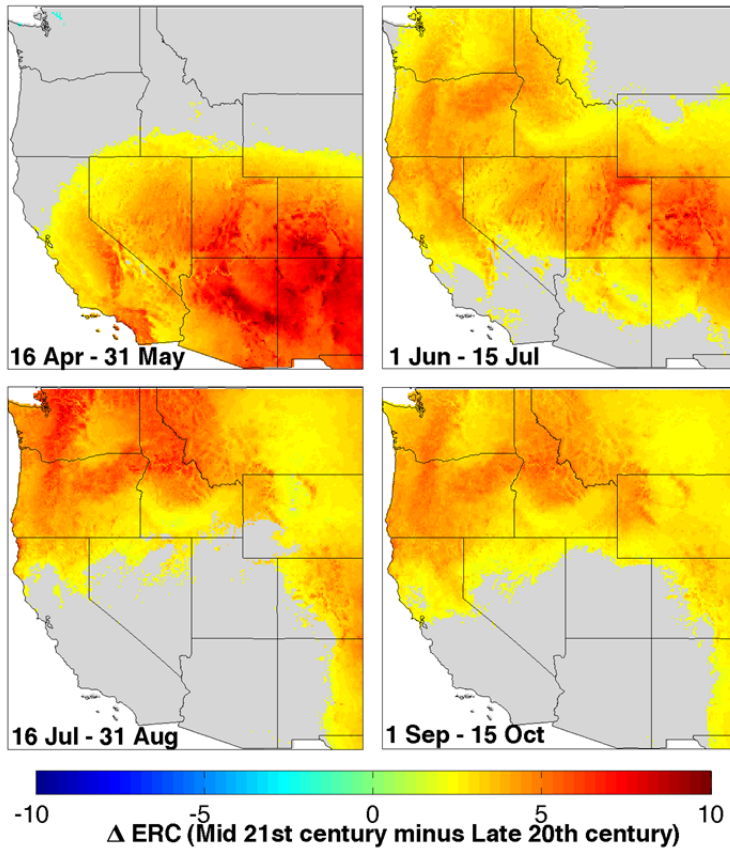 16 Apr - 31 May
1 Jun - 15 Jul
16 Jul - 31 Aug
1 Sep - 15 Oct
-10 -5 0 5 10
Δ ERC (Mid 21st century minus Late 20th century)